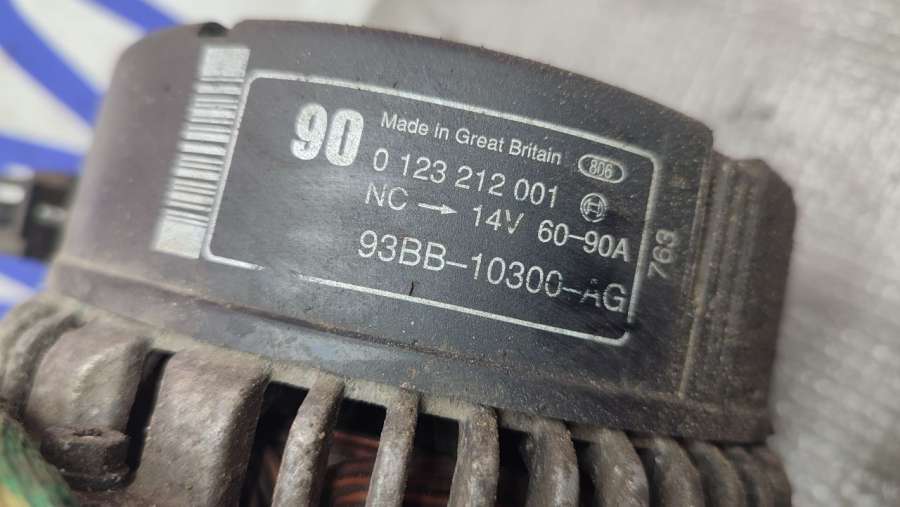 90 Made in Great Britain 806
0 123 212 001
NC → 14V 60-90A
93BB-10300-AG
763